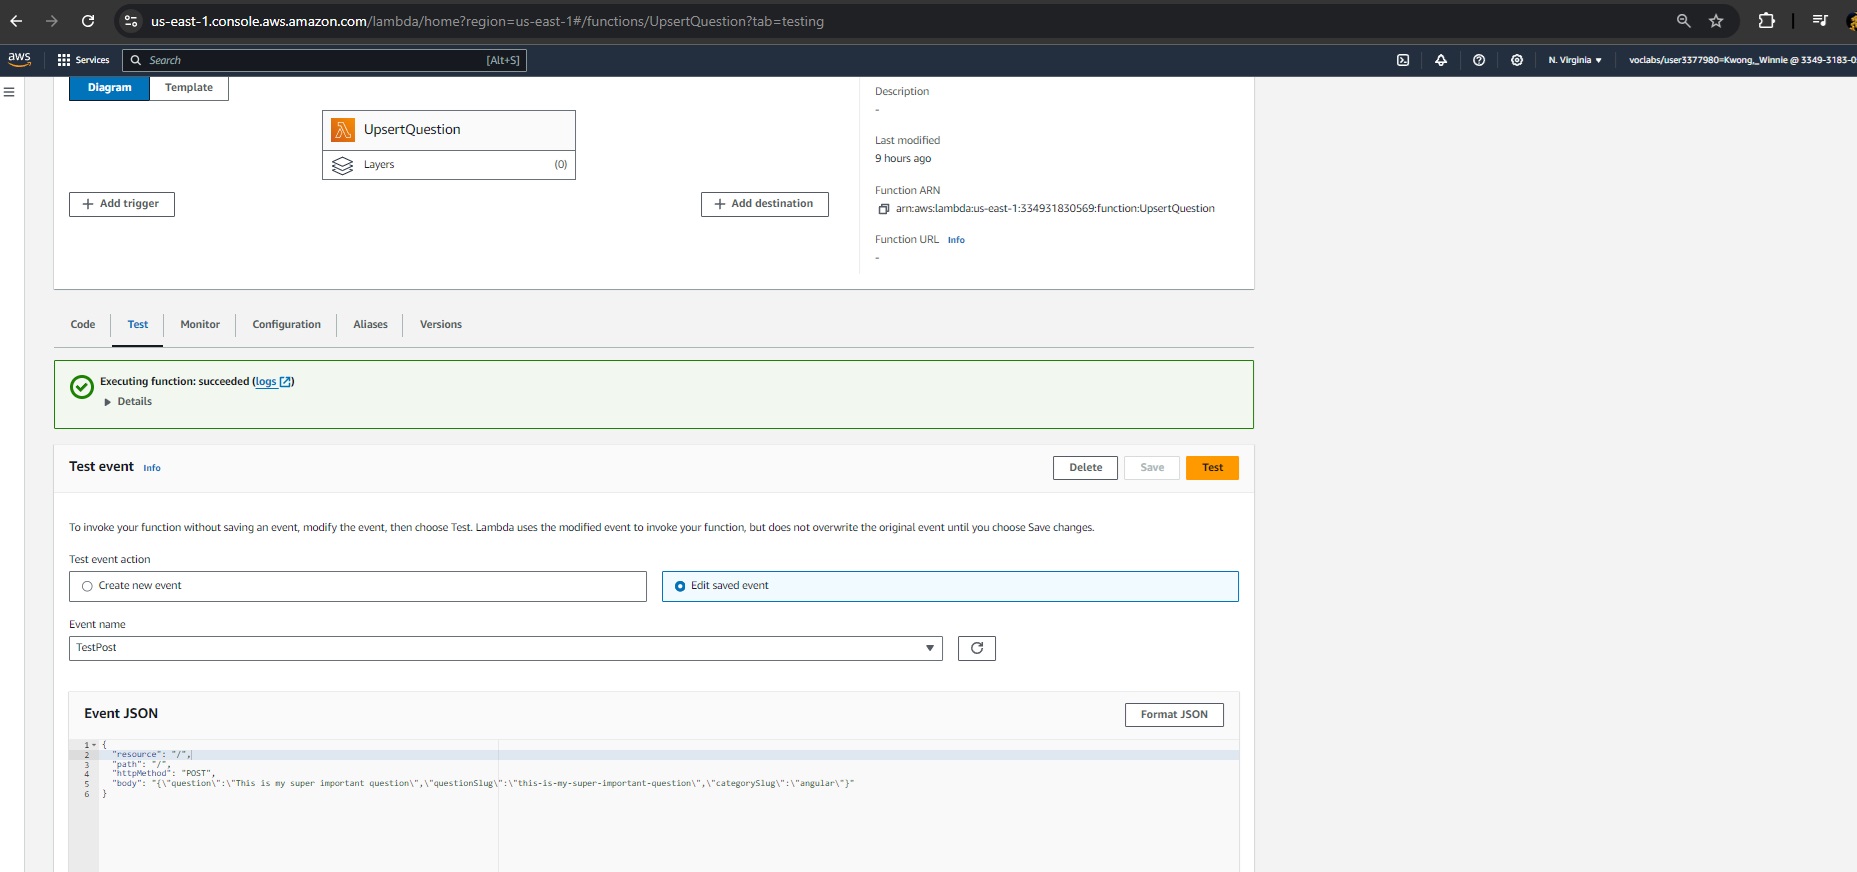 us-east-1.console.aws.amazon.com/lambda/home?region=us-east-1#/functions/UpsertQuestion?tab=testing
aws Services Search [Alt+S] N. Virginia voclabs/user3377980=Kwong,_Winnie @ 3349-3183-0
Diagram Template
UpsertQuestion
Layers (0)
+ Add trigger + Add destination
Description
-
Last modified
9 hours ago
Function ARN
arn:aws:lambda:us-east-1:334931830569:function:UpsertQuestion
Function URL Info
-
Code Test Monitor Configuration Aliases Versions
Executing function: succeeded (logs)
Details
Test event Info Delete Save Test
To invoke your function without saving an event, modify the event, then choose Test. Lambda uses the modified event to invoke your function, but does not overwrite the original event until you choose Save changes.
Test event action
Create new event Edit saved event
Event name
TestPost
Event JSON Format JSON
1 {
2 "resource": "/",
3 "path": "/",
4 "httpMethod": "POST",
5 "body": "{\"question\":\"This is my super important question\",\"questionSlug\":\"this-is-my-super-important-question\",\"categorySlug\":\"angular\"}"
6 }